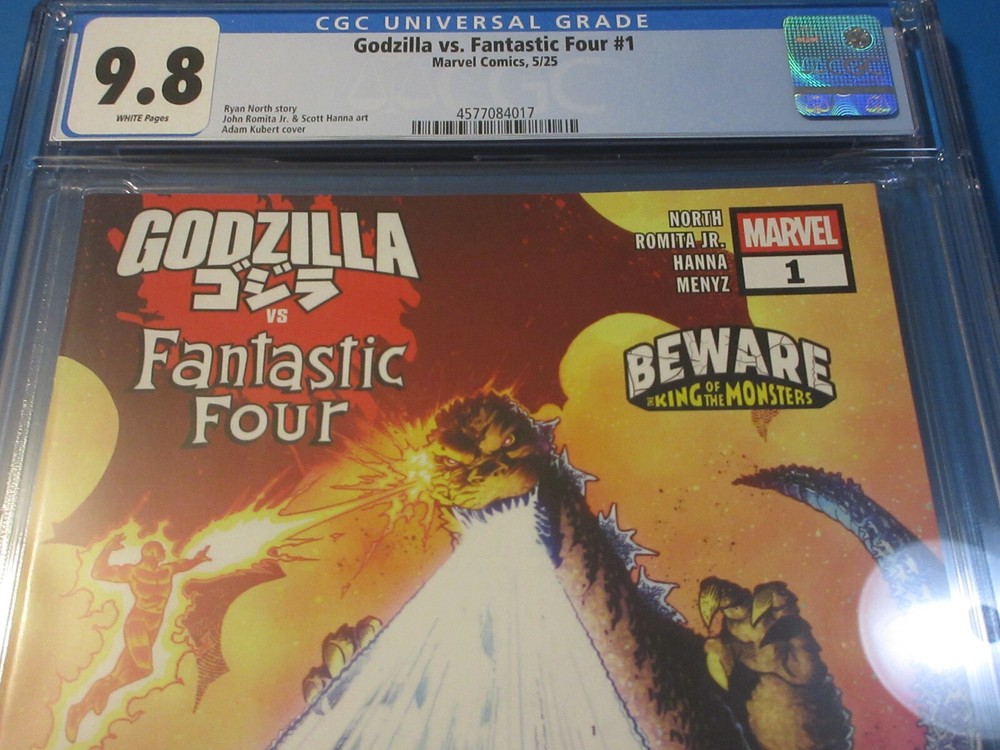 CGC UNIVERSAL GRADE
9.8
WHITE Pages
Godzilla vs. Fantastic Four #1
Marvel Comics, 5/25
Ryan North story
John Romita Jr. & Scott Hanna art
Adam Kubert cover
4577084017
GODZILLA
ゴジラ
VS
Fantastic
Four
NORTH
ROMITA JR.
HANNA
MENYZ
MARVEL
1
BEWARE
THE KING OF THE MONSTERS